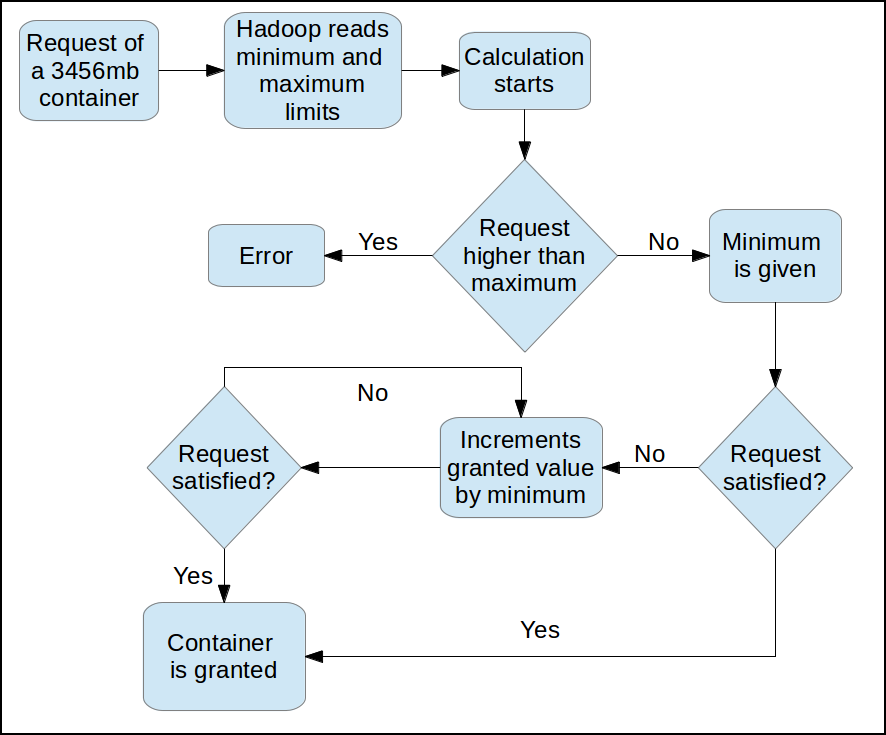 Request of
a 3456mb
container
Hadoop reads
minimum and
maximum
limits
Calculation
starts
Request
higher than
maximum
Yes
Error
No
Minimum
is given
Request
satisfied?
No
Increments
granted value
by minimum
Request
satisfied?
No
Yes
Yes
Container
is granted